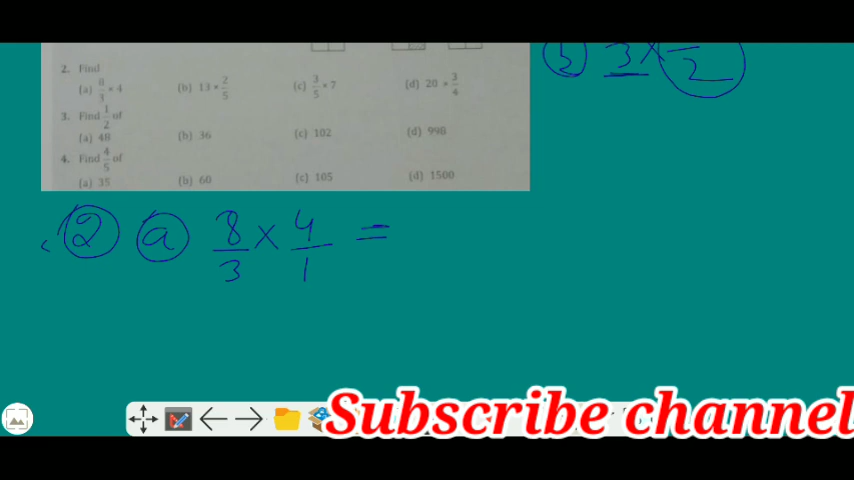 (b) 3 × — 2
2. Find
(a) 8/3 × 4 (b) 13 × 2/5 (c) 3/5 × 7 (d) 20 × 3/4
3. Find 1/2 of
(a) 48 (b) 36 (c) 102 (d) 998
4. Find 4/5 of
(a) 35 (b) 60 (c) 105 (d) 1500
2 a 8/3 × 4/1 =
Subscribe channel